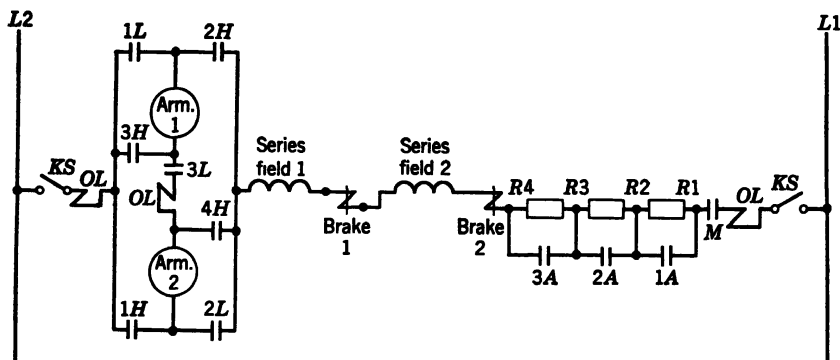 L2
L1
1L
2H
Arm.
1
3H
3L
KS
OL
OL
4H
Arm.
2
1H
2L
Series
field 1
Brake
1
Series
field 2
Brake
2
R4
R3
R2
R1
OL
KS
M
3A
2A
1A